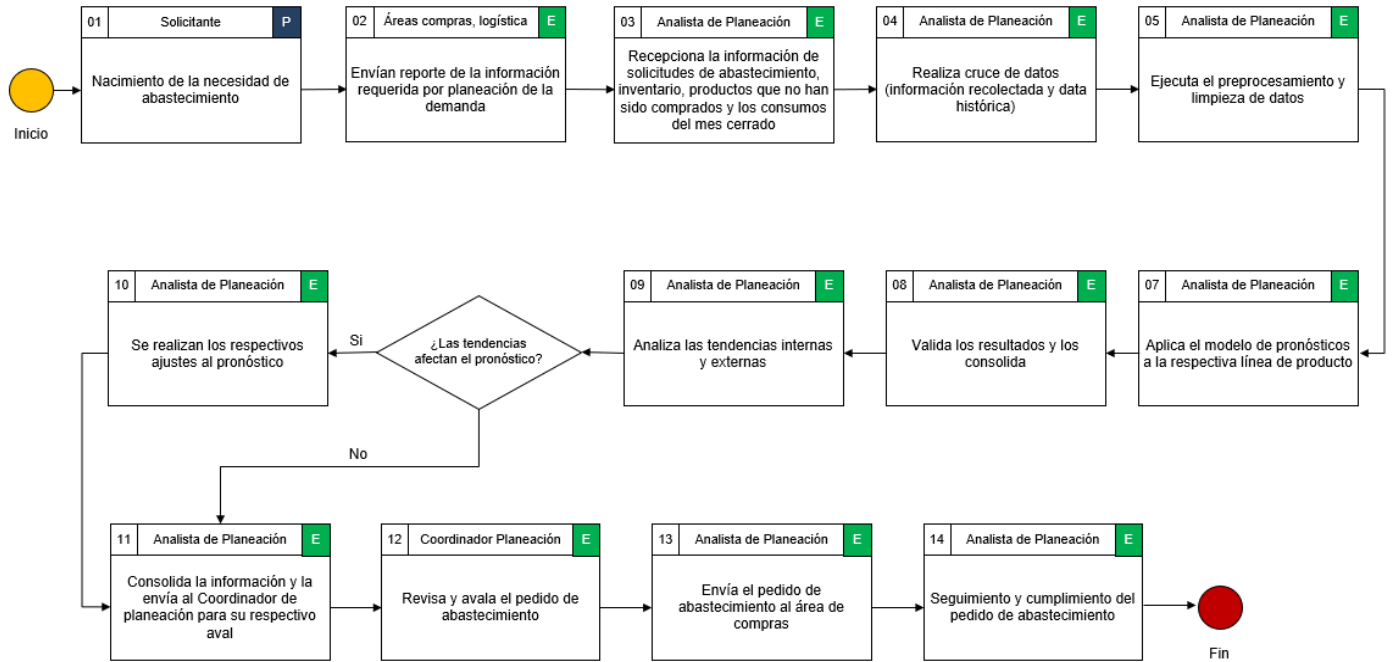 01 Solicitante P
Nacimiento de la necesidad de
abastecimiento
02 Áreas compras, logística E
Envían reporte de la información
requerida por planeación de la
demanda
03 Analista de Planeación E
Recepciona la información de
solicitudes de abastecimiento,
inventario, productos que no han
sido comprados y los consumos
del mes cerrado
04 Analista de Planeación E
Realiza cruce de datos
(información recolectada y data
histórica)
05 Analista de Planeación E
Ejecuta el preprocesamiento y
limpieza de datos
Inicio
07 Analista de Planeación E
Aplica el modelo de pronósticos
a la respectiva línea de producto
08 Analista de Planeación E
Valida los resultados y los
consolida
09 Analista de Planeación E
Analiza las tendencias internas
y externas
¿Las tendencias
afectan el pronóstico?
Si
No
10 Analista de Planeación E
Se realizan los respectivos
ajustes al pronóstico
11 Analista de Planeación E
Consolida la información y la
envía al Coordinador de
planeación para su respectivo
aval
12 Coordinador Planeación E
Revisa y avala el pedido de
abastecimiento
13 Analista de Planeación E
Envía el pedido de
abastecimiento al área de
compras
14 Analista de Planeación E
Seguimiento y cumplimiento del
pedido de abastecimiento
Fin